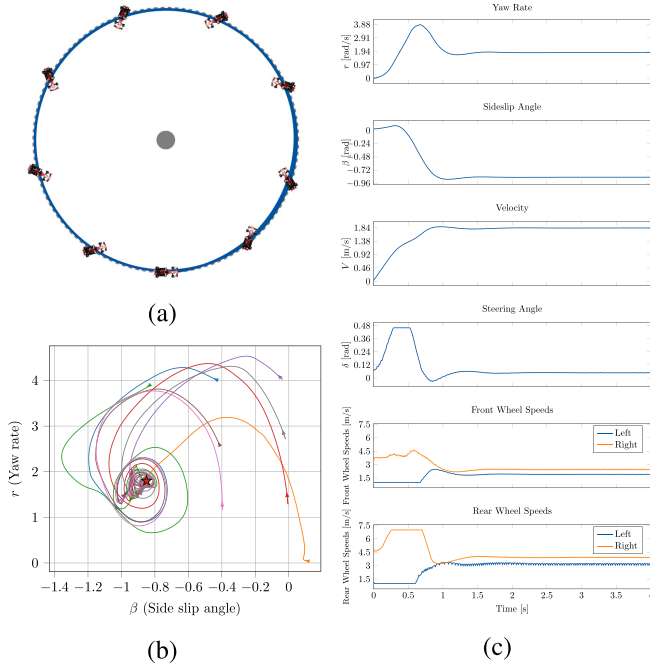 (a)
4
3
2
1
0
−1.4 −1.2 −1 −0.8 −0.6 −0.4 −0.2 0
r (Yaw rate)
β (Side slip angle)
(b)
Yaw Rate
3.88
2.91
1.94
0.97
0
r [rad/s]
Sideslip Angle
0
−0.24
−0.48
−0.72
−0.96
β [rad]
Velocity
1.84
1.38
0.92
0.46
0
V [m/s]
Steering Angle
0.48
0.36
0.24
0.12
0
δ [rad]
Front Wheel Speeds
7.5
6
4.5
3
1.5
Front Wheel Speeds [m/s]
Left
Right
Rear Wheel Speeds
7.5
6
4.5
3
1.5
Rear Wheel Speeds [m/s]
Left
Right
0 0.5 1 1.5 2 2.5 3 3.5 4
Time [s]
(c)